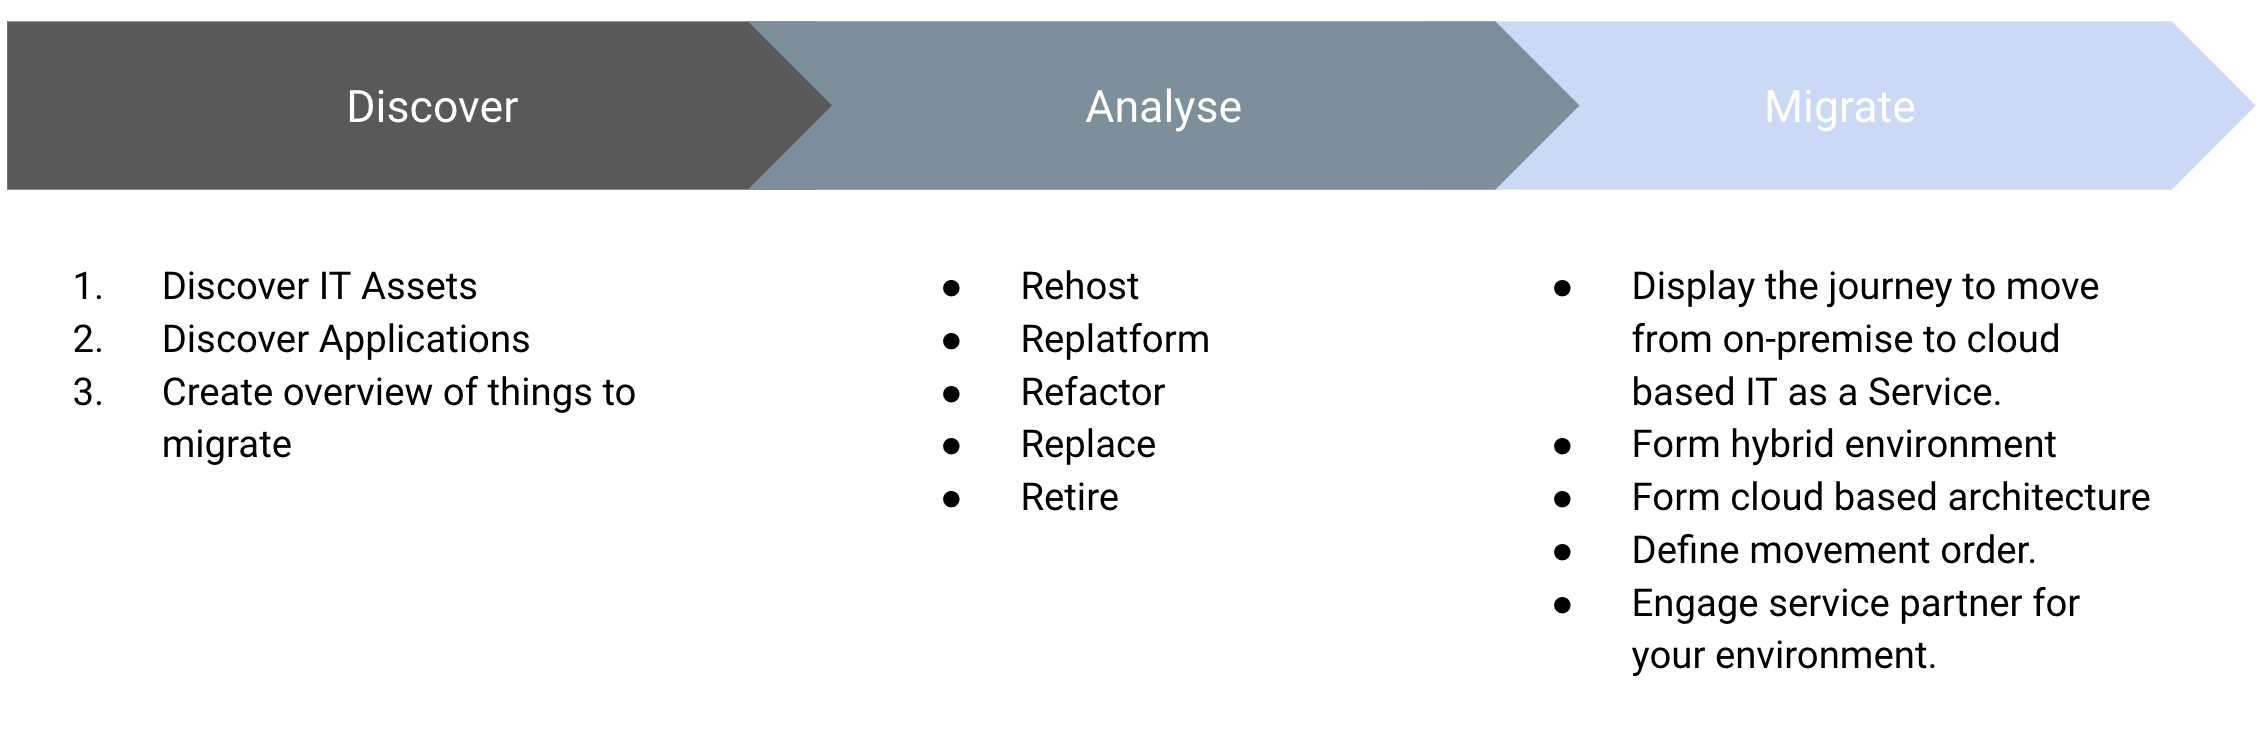 Discover
Analyse
Migrate
1. Discover IT Assets
2. Discover Applications
3. Create overview of things to
migrate
● Rehost
● Replatform
● Refactor
● Replace
● Retire
● Display the journey to move
from on-premise to cloud
based IT as a Service.
● Form hybrid environment
● Form cloud based architecture
● Define movement order.
● Engage service partner for
your environment.